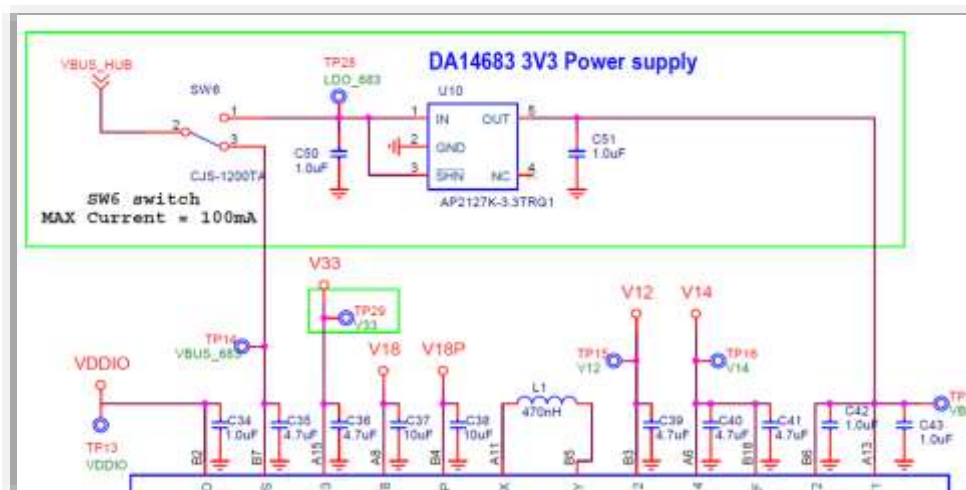 DA14683 3V3 Power supply
VBUS_HUB
SW6
2
1
3
CJS-1200TA
SW6 switch
MAX Current = 100mA
TP28
LDO_683
C50
1.0uF
U10
1
IN
OUT
5
2
GND
3
SHN
NC
4
AP2127K-3.3TRG1
C51
1.0uF
V33
TP29
V33
V12
V14
TP14
VBUS_683
VDDIO
V18
V18P
TP15
V12
TP16
V14
TP13
VDDIO
L1
470nH
C34
1.0uF
C35
4.7uF
C36
4.7uF
C37
10uF
C38
10uF
C39
4.7uF
C40
4.7uF
C41
4.7uF
C42
1.0uF
C43
1.0uF
B2
B7
A15
A8
B4
A11
B5
B3
A6
B18
B6
A13